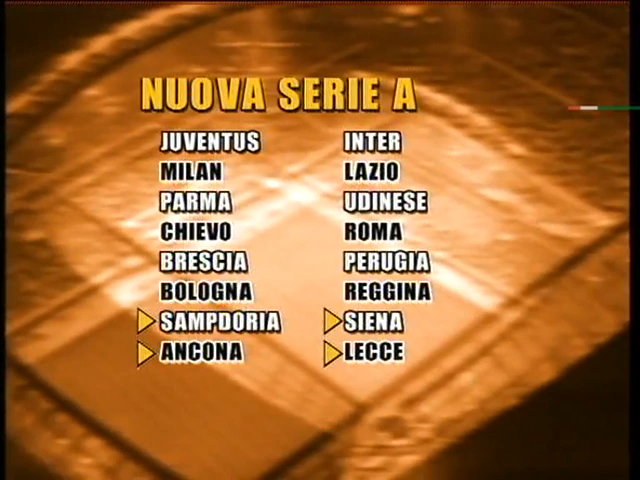 NUOVA SERIE A
JUVENTUS INTER
MILAN LAZIO
PARMA UDINESE
CHIEVO ROMA
BRESCIA PERUGIA
BOLOGNA REGGINA
SAMPDORIA SIENA
ANCONA LECCE